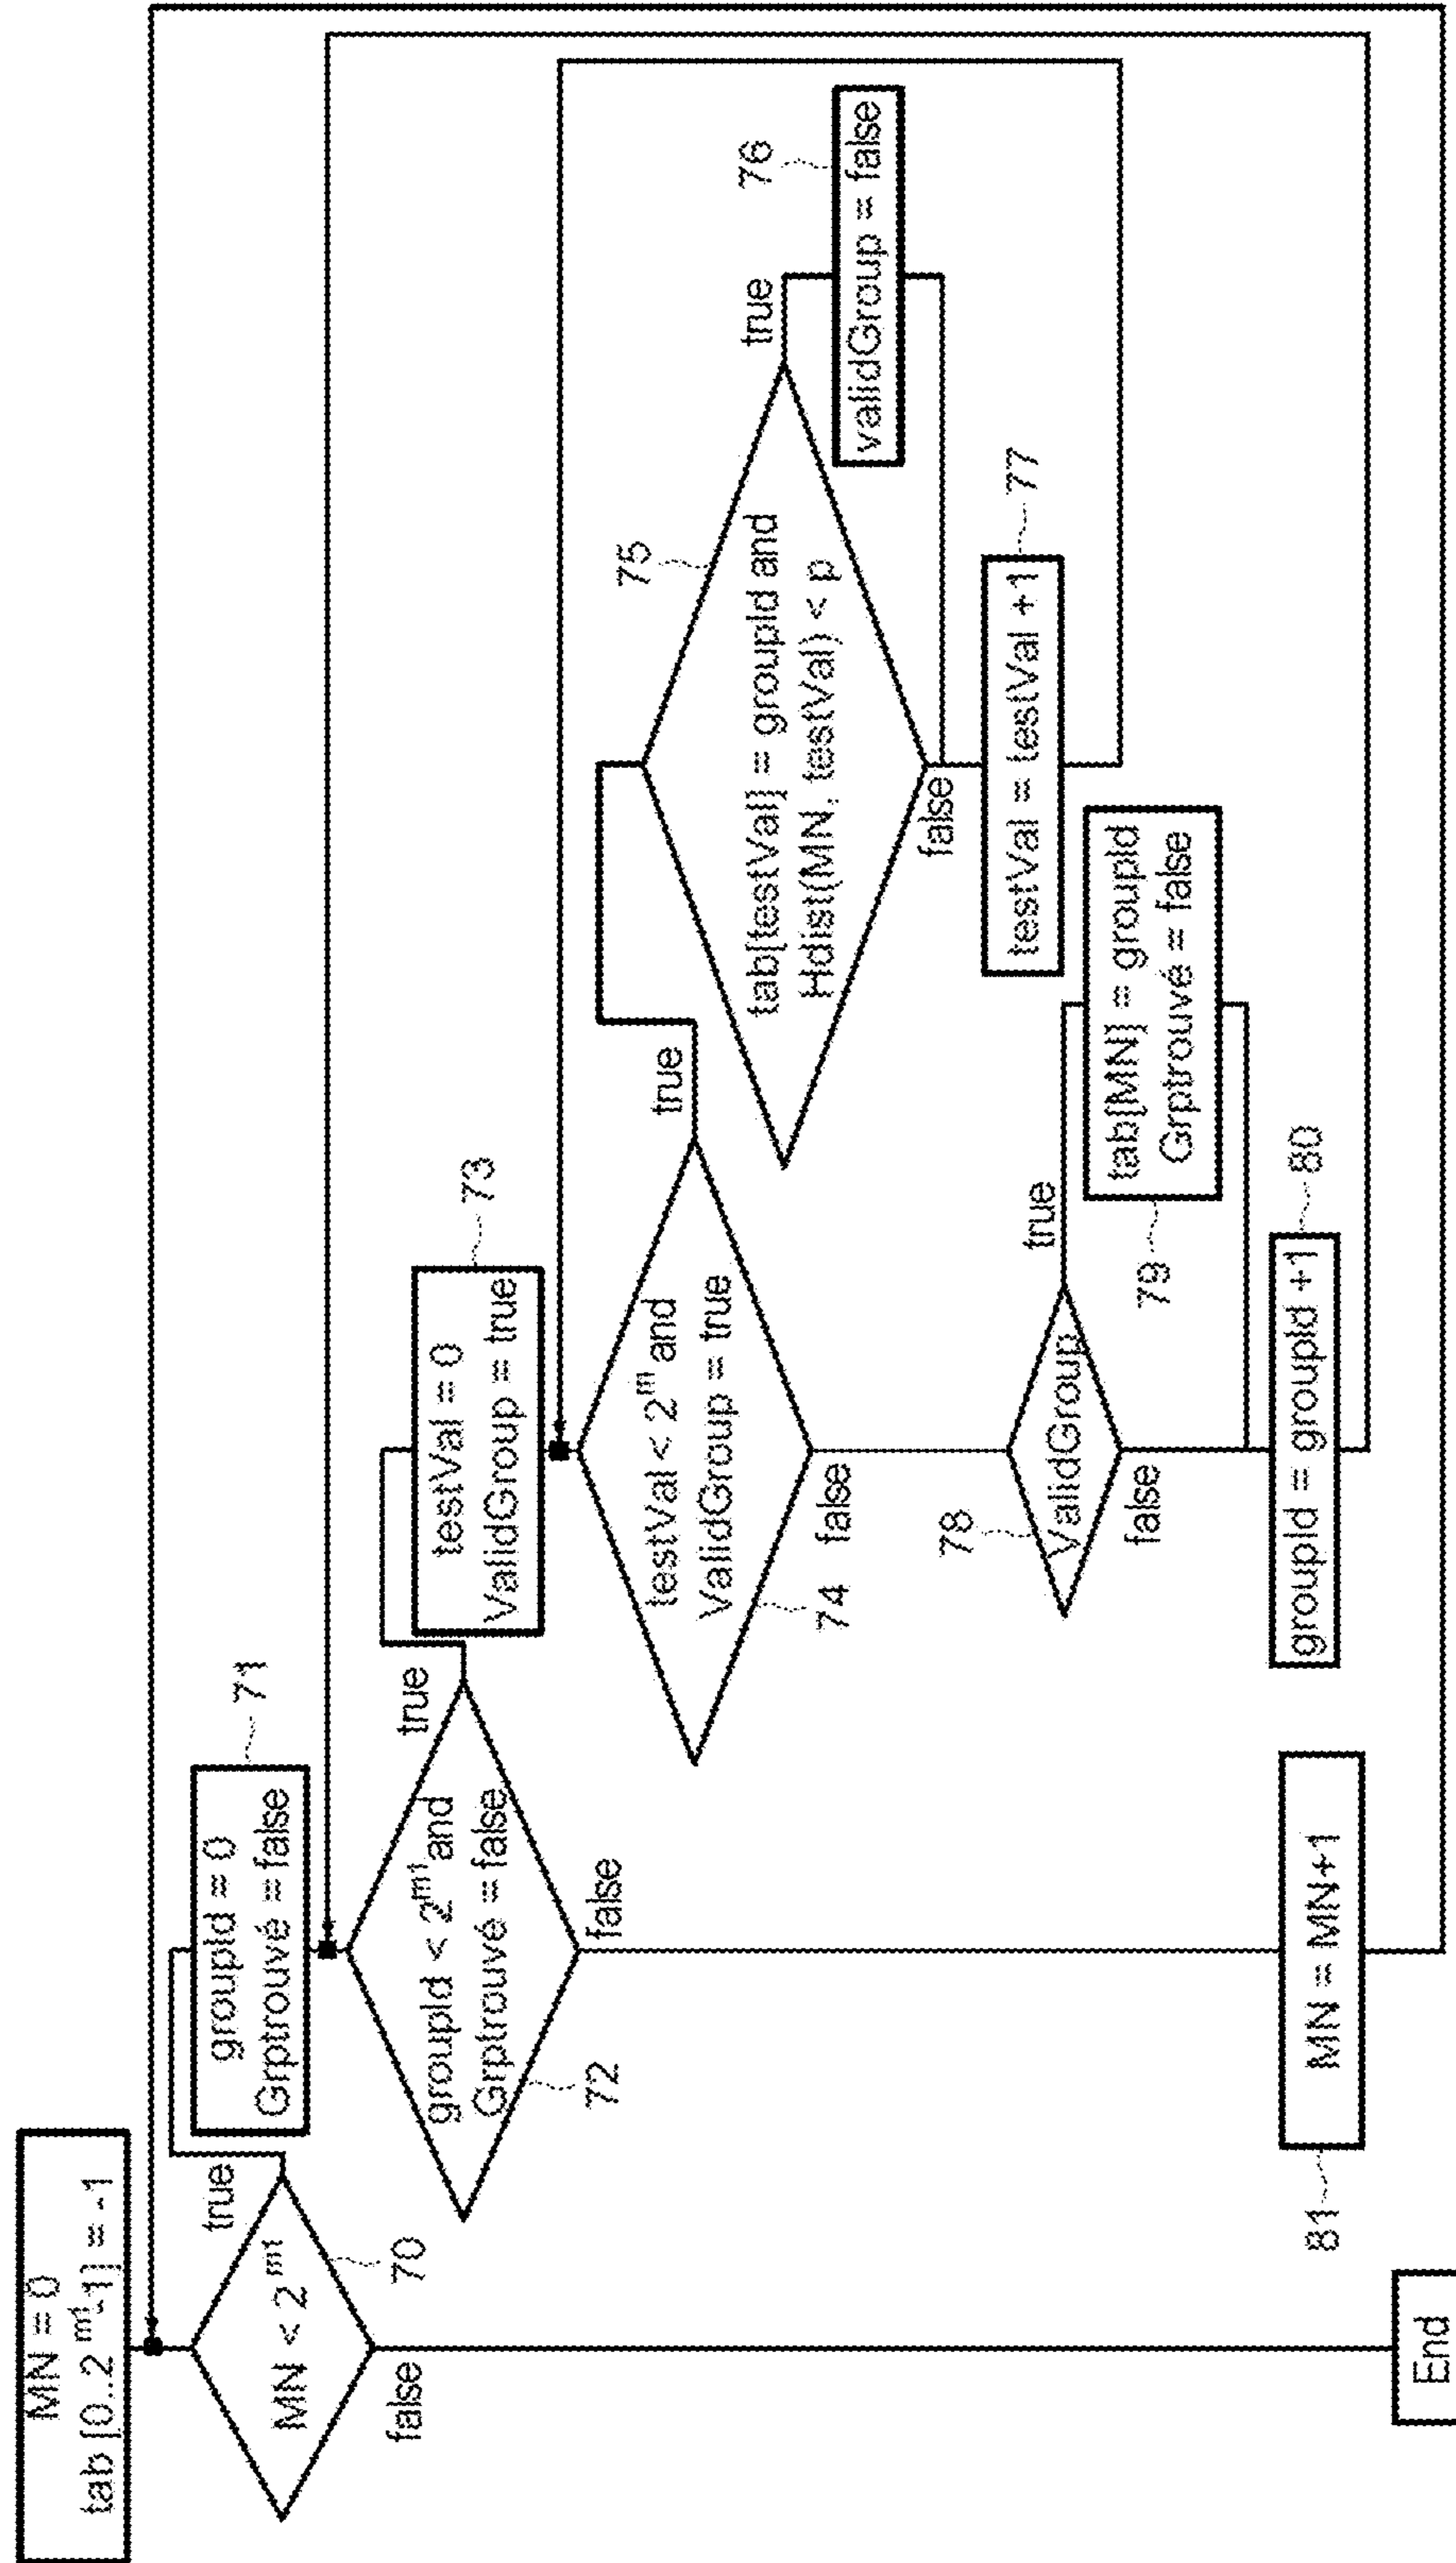 MN = 0
tab [0..2^m1-1] = -1
MN < 2^m1
70
true
false
groupId = 0
Grptrouvé = false
71
groupId < 2^m1 and
Grptrouvé = false
72
true
false
testVal = 0
ValidGroup = true
73
testVal < 2^m and
ValidGroup = true
74
true
false
tab[testVal] = groupId and
Hdist(MN, testVal) < p
75
true
false
validGroup = false
76
testVal = testVal +1
77
ValidGroup
78
true
false
tab[MN] = groupId
Grptrouvé = false
79
groupId = groupId +1
80
MN = MN+1
81
End